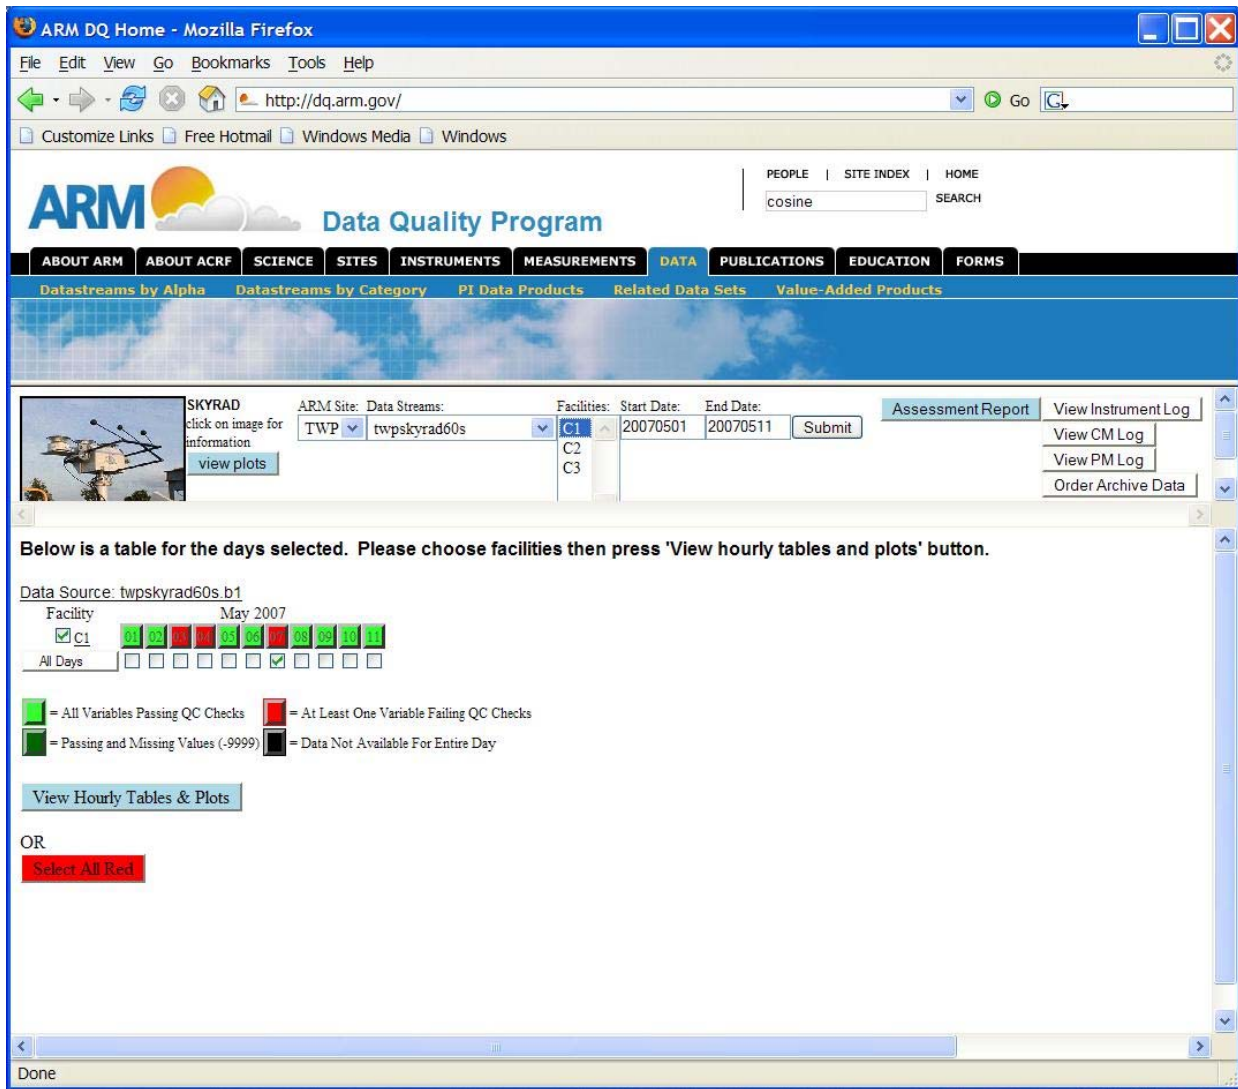 ARM DQ Home - Mozilla Firefox
File Edit View Go Bookmarks Tools Help
http://dq.arm.gov/ Go G
Customize Links Free Hotmail Windows Media Windows
PEOPLE | SITE INDEX | HOME
cosine SEARCH
ARM Data Quality Program
ABOUT ARM ABOUT ACRF SCIENCE SITES INSTRUMENTS MEASUREMENTS DATA PUBLICATIONS EDUCATION FORMS
Datastreams by Alpha Datastreams by Category PI Data Products Related Data Sets Value-Added Products
SKYRAD ARM Site: Data Streams: Facilities: Start Date: End Date: Assessment Report View Instrument Log
click on image for TWP twpskyrad60s C1 20070501 20070511 Submit
information C2 View CM Log
view plots C3 View PM Log
Order Archive Data
Below is a table for the days selected. Please choose facilities then press 'View hourly tables and plots' button.
Data Source: twpskyrad60s.b1
Facility May 2007
C1 01 02 03 04 05 06 07 08 09 10 11
All Days
= All Variables Passing QC Checks = At Least One Variable Failing QC Checks
= Passing and Missing Values (-9999) = Data Not Available For Entire Day
View Hourly Tables & Plots
OR
Select All Red
Done